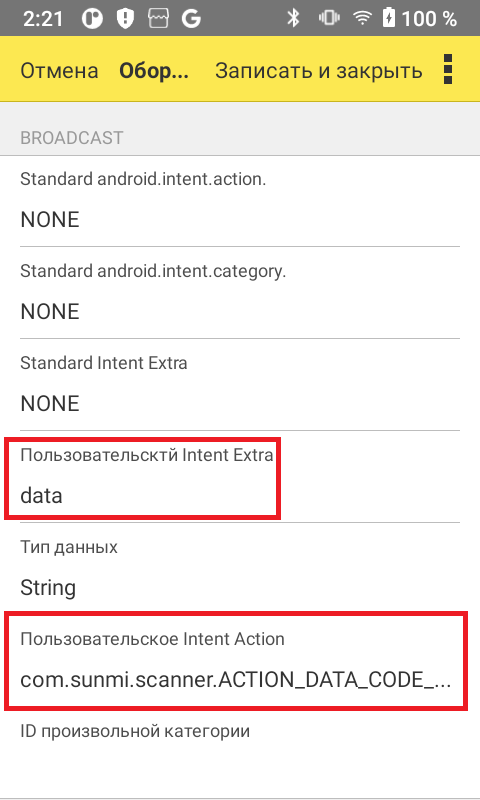 2:21 100 %
Отмена Обор... Записать и закрыть
BROADCAST
Standard android.intent.action.
NONE
Standard android.intent.category.
NONE
Standard Intent Extra
NONE
Пользовательсктй Intent Extra
data
Тип данных
String
Пользовательское Intent Action
com.sunmi.scanner.ACTION_DATA_CODE_...
ID произвольной категории